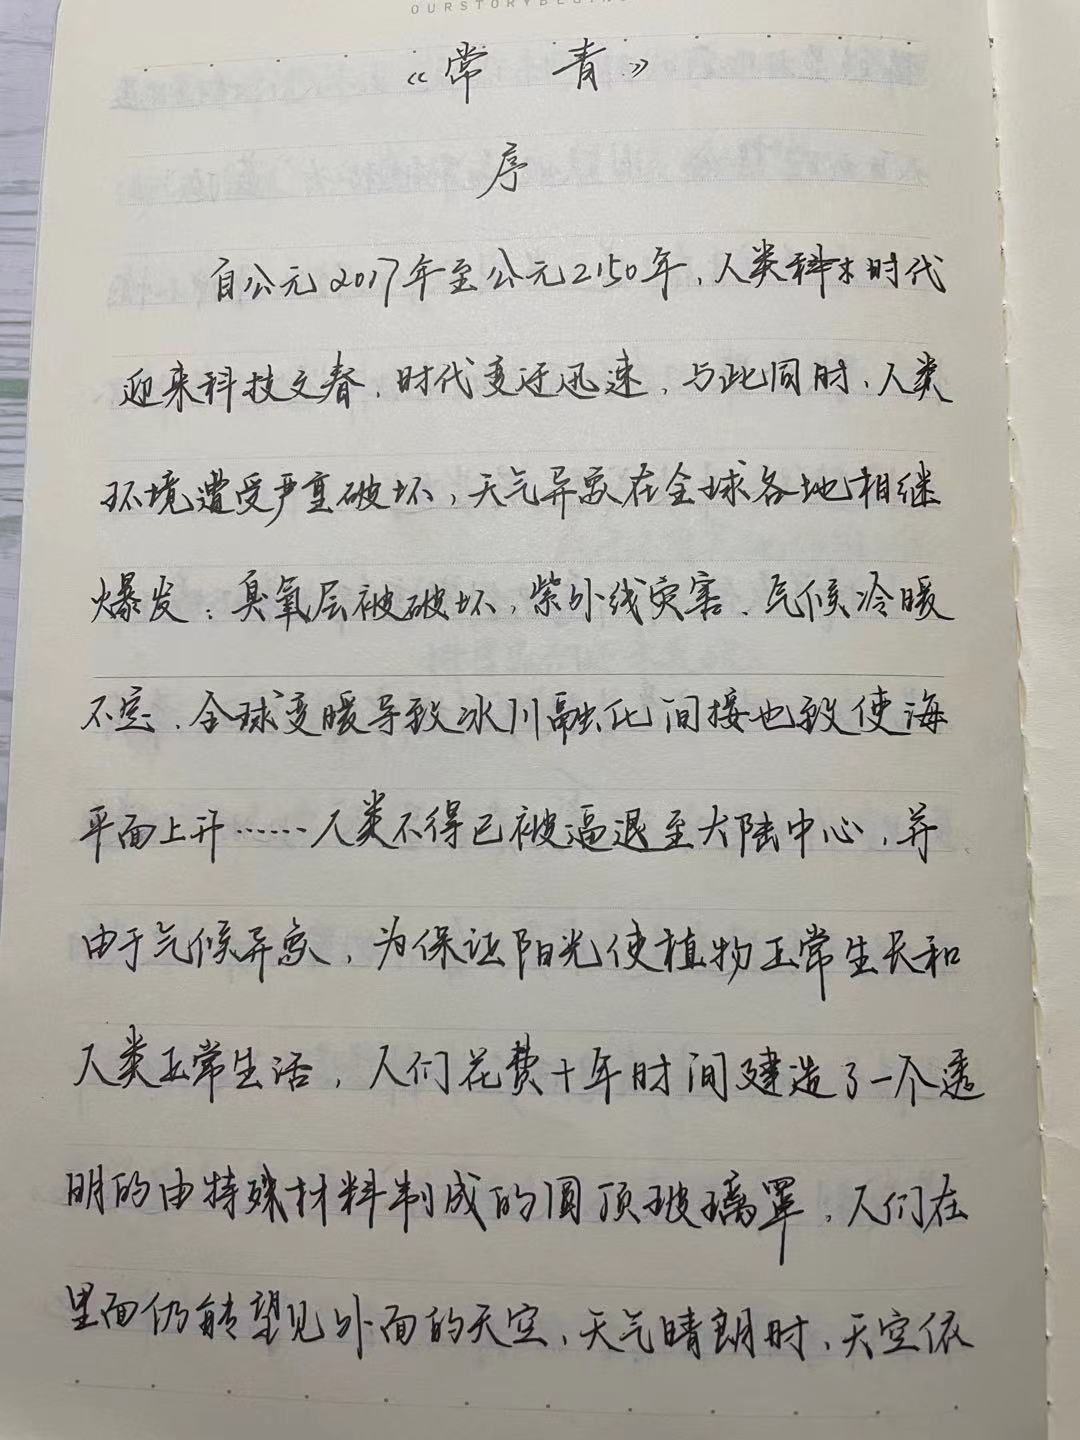 OURSTORYBEGINS
《常青》
序
自公元2017年至公元2150年，人类科术时代
迎来科技文春，时代变迁迅速，与此同时，人类
环境遭受严重破坏，天气异象在全球各地相继
爆发：臭氧层被破坏，紫外线灾害、气候冷暖
不定、全球变暖导致冰川融化间接也致使海
平面上升……人类不得已被逼退至大陆中心，并
由于气候异象，为保证阳光使植物正常生长和
人类正常生活，人们花费十年时间建造了一个透
明的由特殊材料制成的圆顶玻璃罩，人们在
里面仍能望见外面的天空，天气晴朗时，天空依